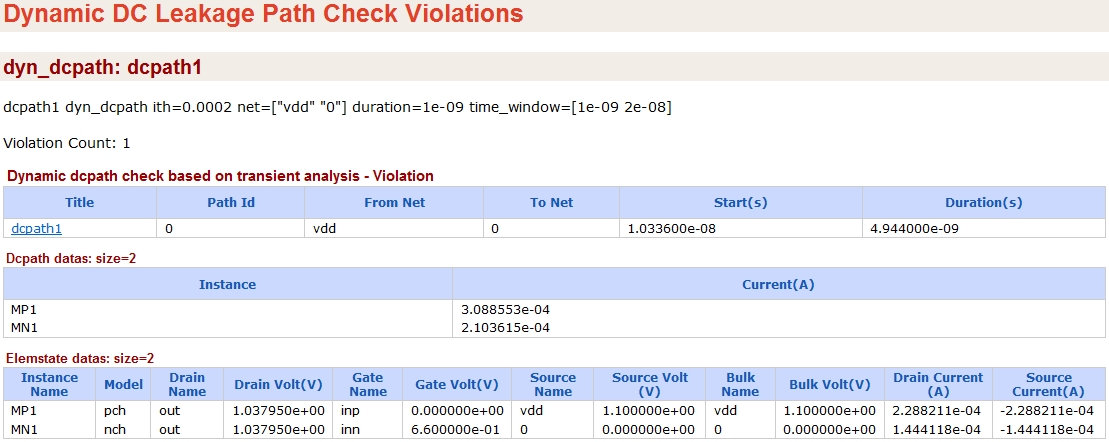 Dynamic DC Leakage Path Check Violations
dyn_dcpath: dcpath1
dcpath1 dyn_dcpath ith=0.0002 net=["vdd" "0"] duration=1e-09 time_window=[1e-09 2e-08]
Violation Count: 1
Dynamic dcpath check based on transient analysis - Violation
Title Path Id From Net To Net Start(s) Duration(s)
dcpath1 0 vdd 0 1.033600e-08 4.944000e-09
Dcpath datas: size=2
Instance Current(A)
MP1 3.088553e-04
MN1 2.103615e-04
Elemstate datas: size=2
Instance Name Model Drain Name Drain Volt(V) Gate Name Gate Volt(V) Source Name Source Volt (V) Bulk Name Bulk Volt(V) Drain Current (A) Source Current(A)
MP1 pch out 1.037950e+00 inp 0.000000e+00 vdd 1.100000e+00 vdd 1.100000e+00 2.288211e-04 -2.288211e-04
MN1 nch out 1.037950e+00 inn 6.600000e-01 0 0.000000e+00 0 0.000000e+00 1.444118e-04 -1.444118e-04